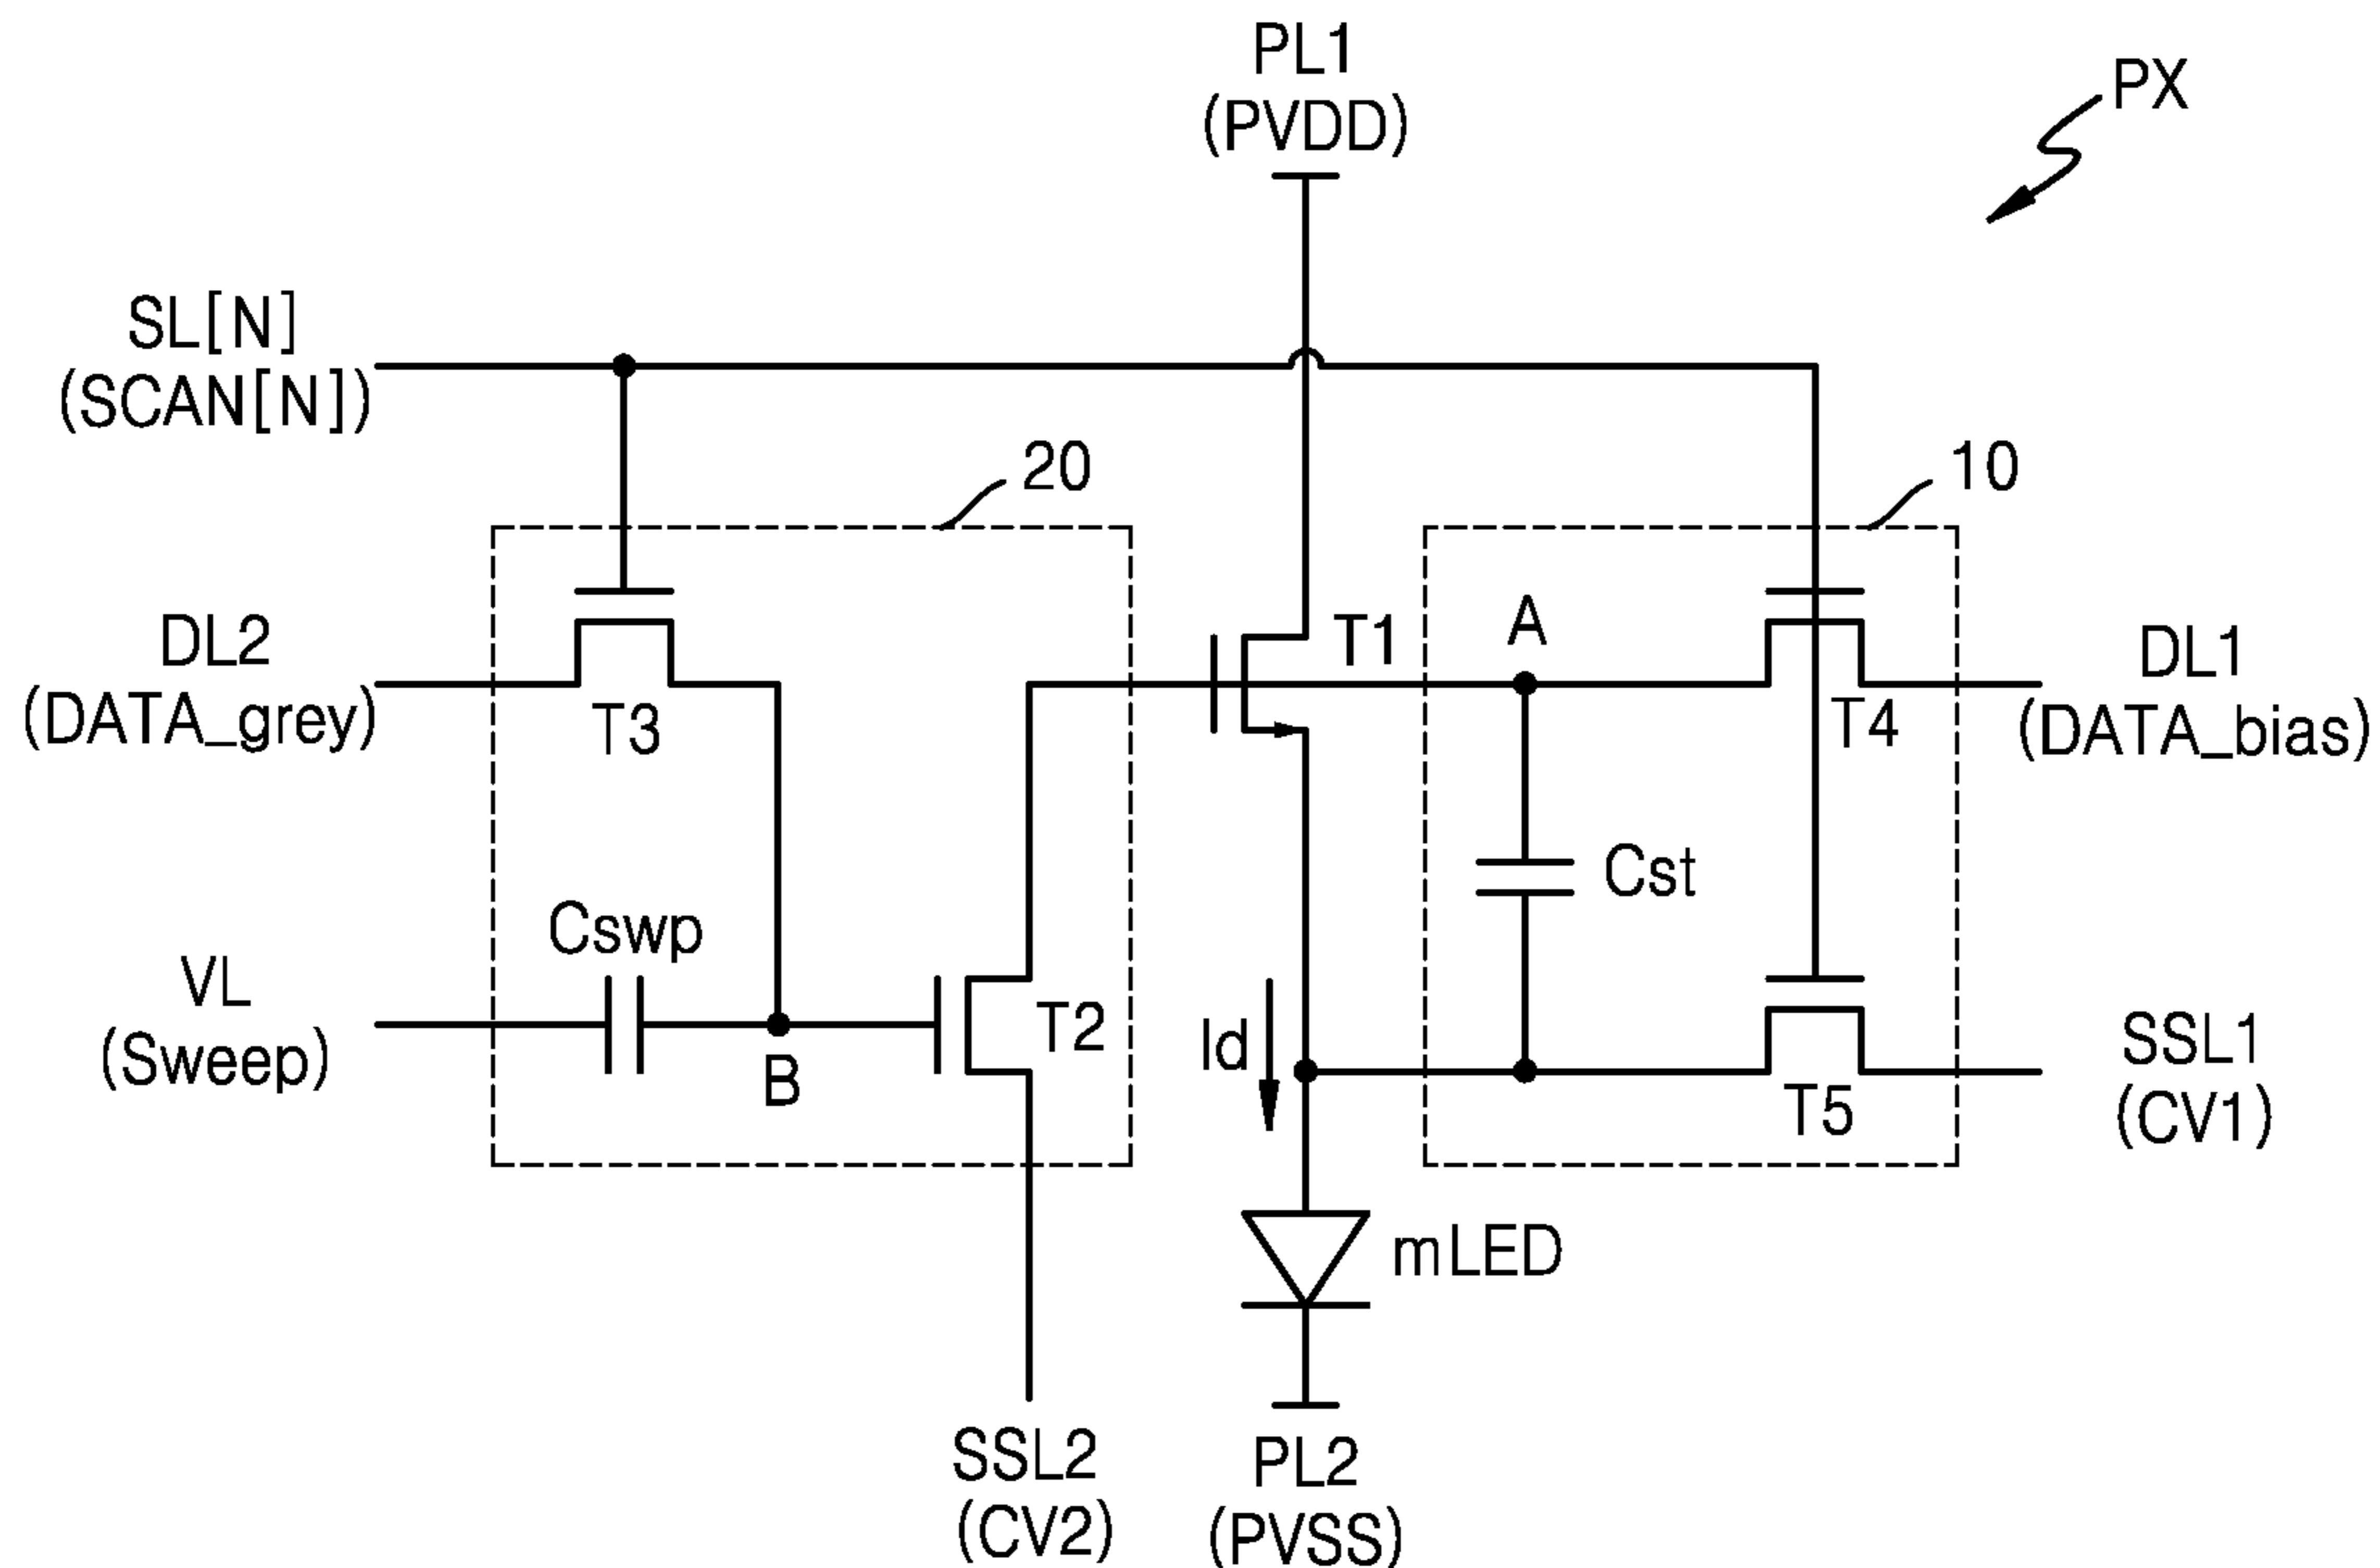 PL1
(PVDD)
PX
SL[N]
(SCAN[N])
20
10
DL2
(DATA_grey)
T3
T1
A
T4
DL1
(DATA_bias)
Cst
Cswp
VL
(Sweep)
B
T2
Id
T5
SSL1
(CV1)
mLED
SSL2
(CV2)
PL2
(PVSS)